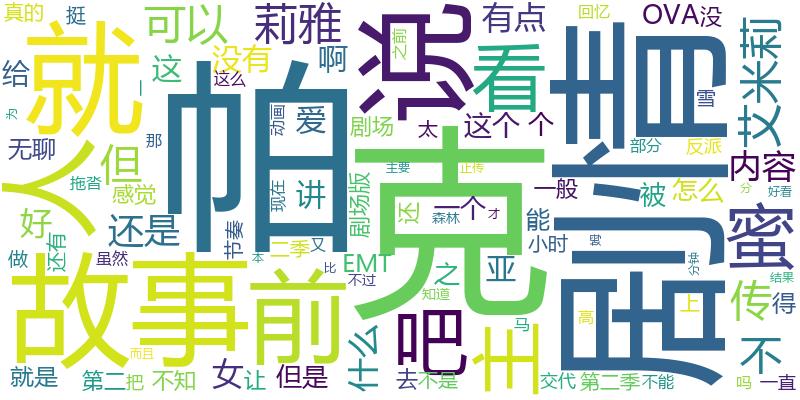 真的
挺
可以
莉雅
说
之前
有点
OVA
没
回忆
就
给
这
没有
啊
一
这么
帕
看
剧情
雪
艾米莉
为
无聊
但
那
动画
爱
剧场
太
这个
个
部分
反派
内容
人
拖沓
感觉
现在
讲
剧场版
克
主要
正传
还
一个
才
森林
一般
被
怎么
分
好看
好
还是
节奏
能
小时
蜜
做
还有
虽然
二季
又
本
比
EMT
不过
之
亚
知道
分钟
上
传
得
结果
故事
前
而且
什么
吧
主
马
高
不
就是
第二
把
不知
女
让
但是
去
不是
交代
第二季
不能
吗
一直